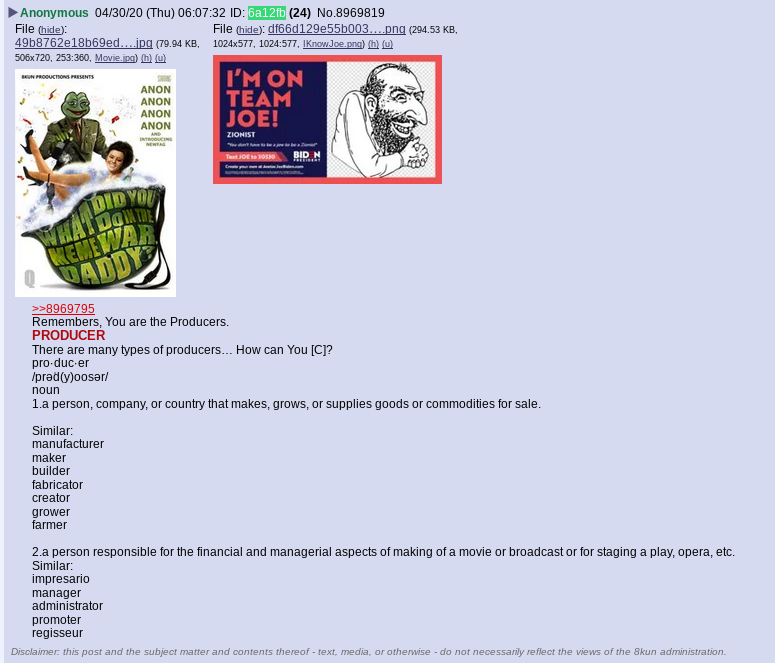 Anonymous 04/30/20 (Thu) 06:07:32 ID: 6a12fb (24) No.8969819
File (hide):
49b8762e18b69ed….jpg (79.94 KB,
506x720, 253:360, Movie.jpg) (h) (u)
8KUN PRODUCTIONS PRESENTS
STARRING
ANON
ANON
ANON
ANON
AND
INTRODUCING
NEWFAG
WHAT DID YOU
DO IN THE
MEME WAR
DADDY?
Q
File (hide): df66d129e55b003….png (294.53 KB,
1024x577, 1024:577, IKnowJoe.png) (h) (u)
I'M ON
TEAM
JOE!
ZIONIST
"You don't have to be a jew to be a Zionist"
Text JOE to 30330
BIDEN
PRESIDENT
Create your own at Avatar.JoeBiden.com
>>8969795
Remembers, You are the Producers.
PRODUCER
There are many types of producers… How can You [C]?
pro·duc·er
/prəˈd(y)o͞osər/
noun
1.a person, company, or country that makes, grows, or supplies goods or commodities for sale.
Similar:
manufacturer
maker
builder
fabricator
creator
grower
farmer
2.a person responsible for the financial and managerial aspects of making of a movie or broadcast or for staging a play, opera, etc.
Similar:
impresario
manager
administrator
promoter
regisseur
Disclaimer: this post and the subject matter and contents thereof - text, media, or otherwise - do not necessarily reflect the views of the 8kun administration.